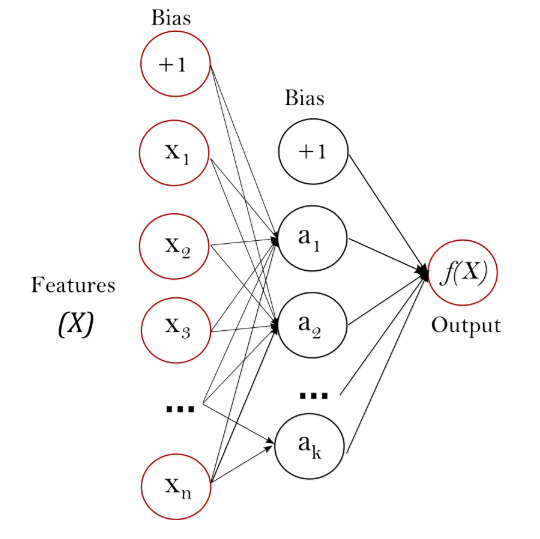 Bias
+1
x1
x2
x3
...
xn
Features
(X)
Bias
+1
a1
a2
...
ak
f(X)
Output